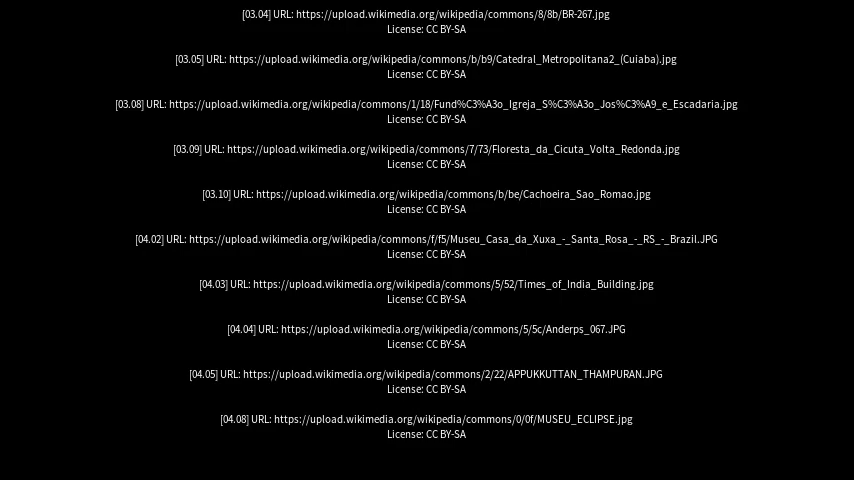 [03.04] URL: https://upload.wikimedia.org/wikipedia/commons/8/8b/BR-267.jpg
License: CC BY-SA
[03.05] URL: https://upload.wikimedia.org/wikipedia/commons/b/b9/Catedral_Metropolitana2_(Cuiaba).jpg
License: CC BY-SA
[03.08] URL: https://upload.wikimedia.org/wikipedia/commons/1/18/Fund%C3%A3o_Igreja_S%C3%A3o_Jos%C3%A9_e_Escadaria.jpg
License: CC BY-SA
[03.09] URL: https://upload.wikimedia.org/wikipedia/commons/7/73/Floresta_da_Cicuta_Volta_Redonda.jpg
License: CC BY-SA
[03.10] URL: https://upload.wikimedia.org/wikipedia/commons/b/be/Cachoeira_Sao_Romao.jpg
License: CC BY-SA
[04.02] URL: https://upload.wikimedia.org/wikipedia/commons/f/f5/Museu_Casa_da_Xuxa_-_Santa_Rosa_-_RS_-_Brazil.JPG
License: CC BY-SA
[04.03] URL: https://upload.wikimedia.org/wikipedia/commons/5/52/Times_of_India_Building.jpg
License: CC BY-SA
[04.04] URL: https://upload.wikimedia.org/wikipedia/commons/5/5c/Anderps_067.JPG
License: CC BY-SA
[04.05] URL: https://upload.wikimedia.org/wikipedia/commons/2/22/APPUKKUTTAN_THAMPURAN.JPG
License: CC BY-SA
[04.08] URL: https://upload.wikimedia.org/wikipedia/commons/0/0f/MUSEU_ECLIPSE.jpg
License: CC BY-SA